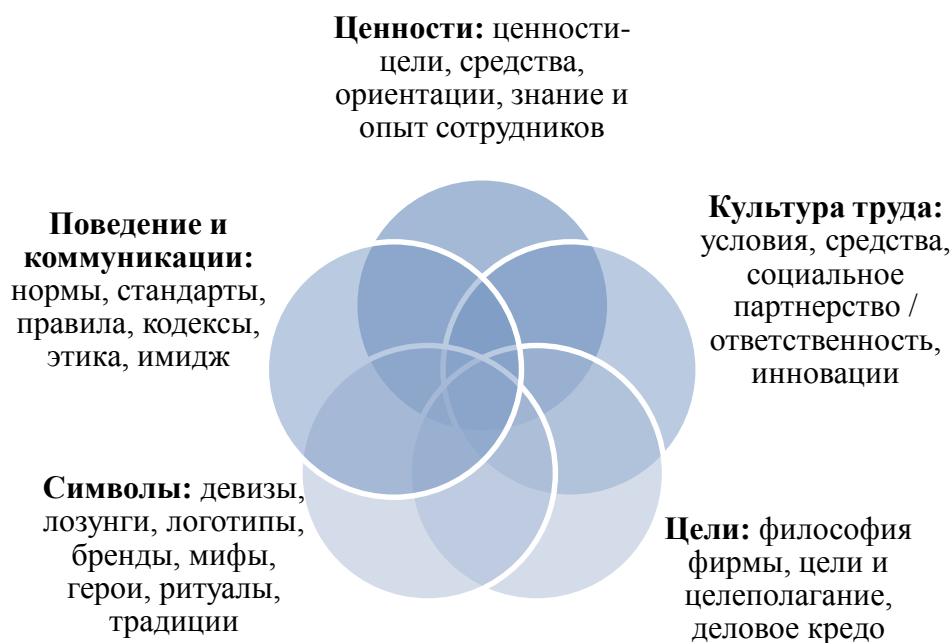 Ценности: ценности-
цели, средства,
ориентации, знание и
опыт сотрудников
Культура труда:
условия, средства,
социальное
партнерство /
ответственность,
инновации
Цели: философия
фирмы, цели и
целеполагание,
деловое кредо
Символы: девизы,
лозунги, логотипы,
бренды, мифы,
герои, ритуалы,
традиции
Поведение и
коммуникации:
нормы, стандарты,
правила, кодексы,
этика, имидж